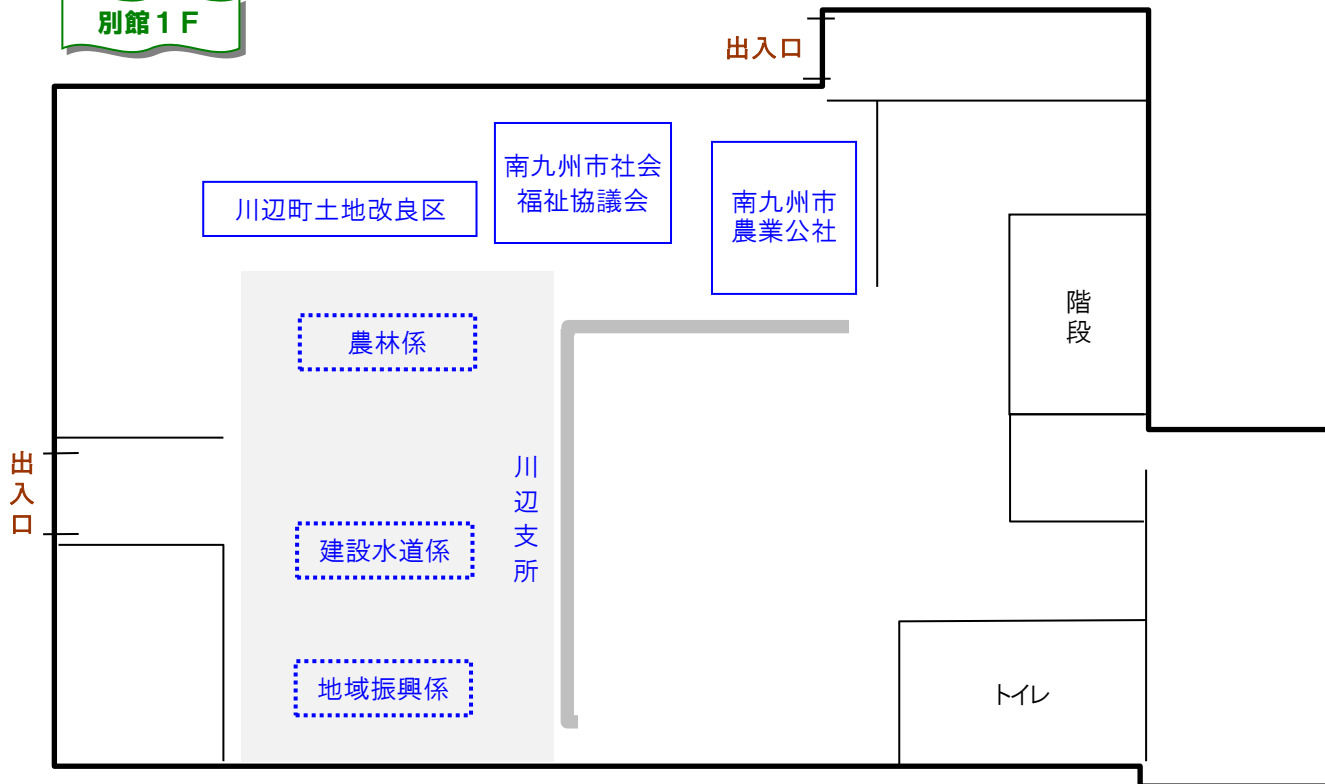 別館１Ｆ
出入口
南九州市社会
福祉協議会
川辺町土地改良区
南九州市
農業公社
階段
農林係
川辺支所
出入口
建設水道係
地域振興係
トイレ